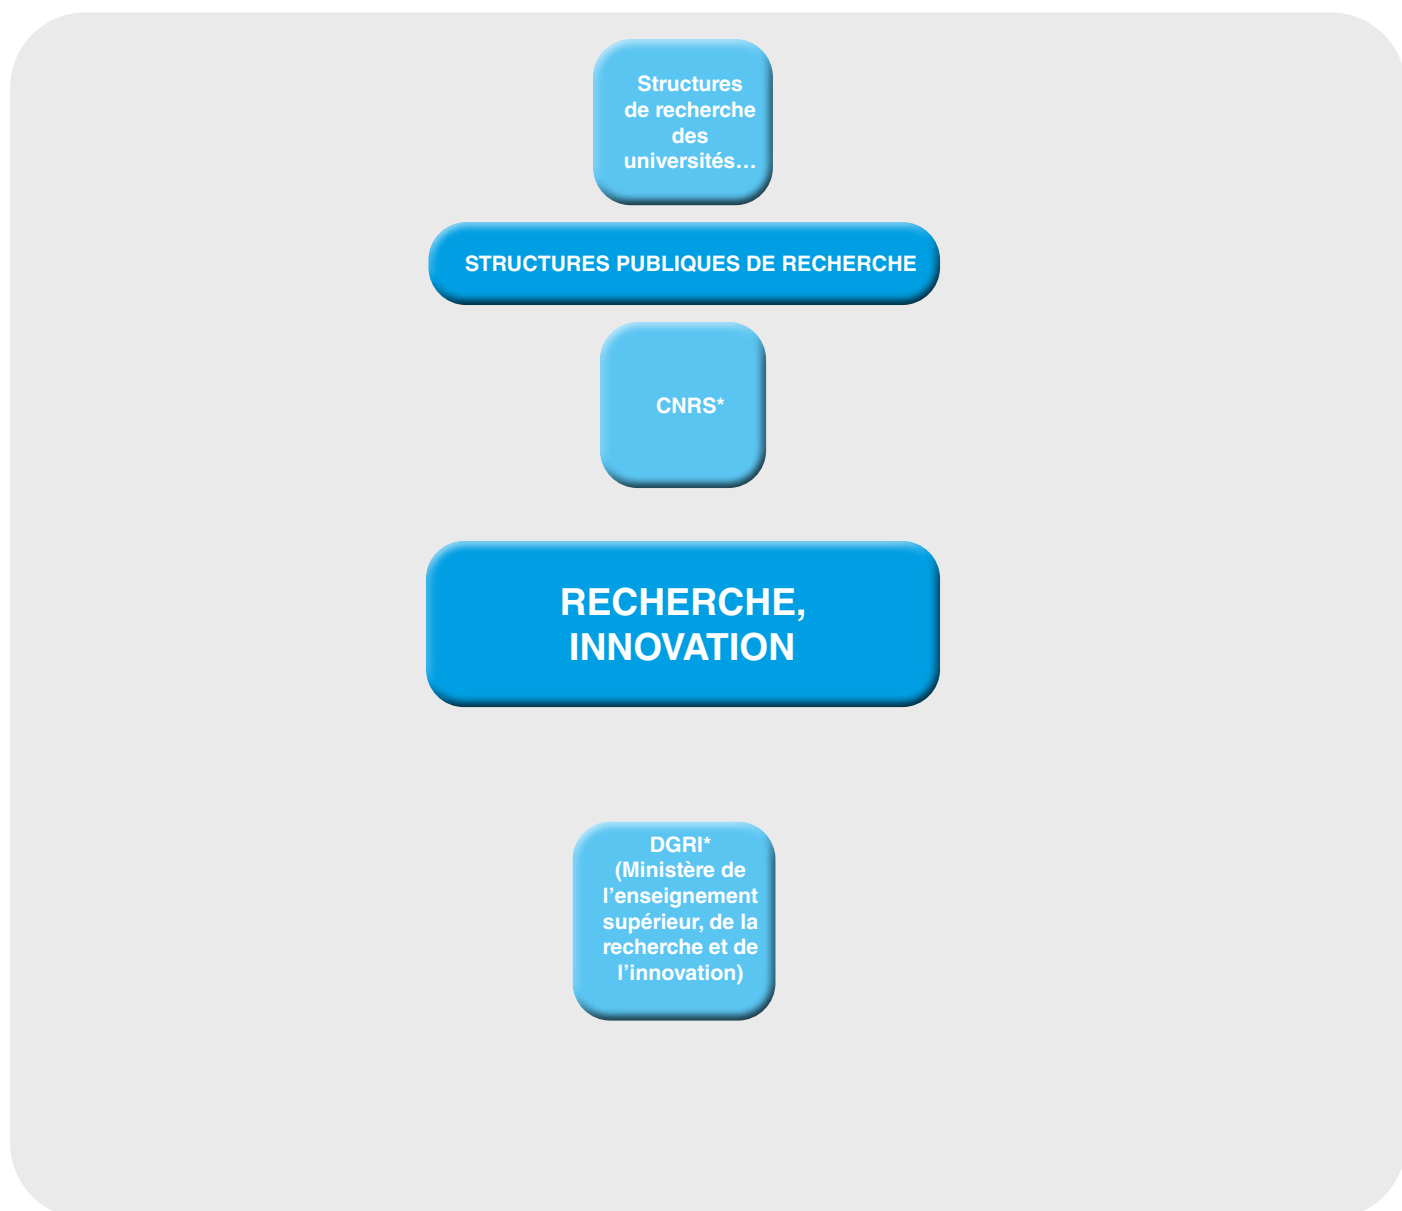 Structures
de recherche
des
universités…
STRUCTURES PUBLIQUES DE RECHERCHE
CNRS*
RECHERCHE,
INNOVATION
DGRI*
(Ministère de
l’enseignement
supérieur, de la
recherche et de
l’innovation)